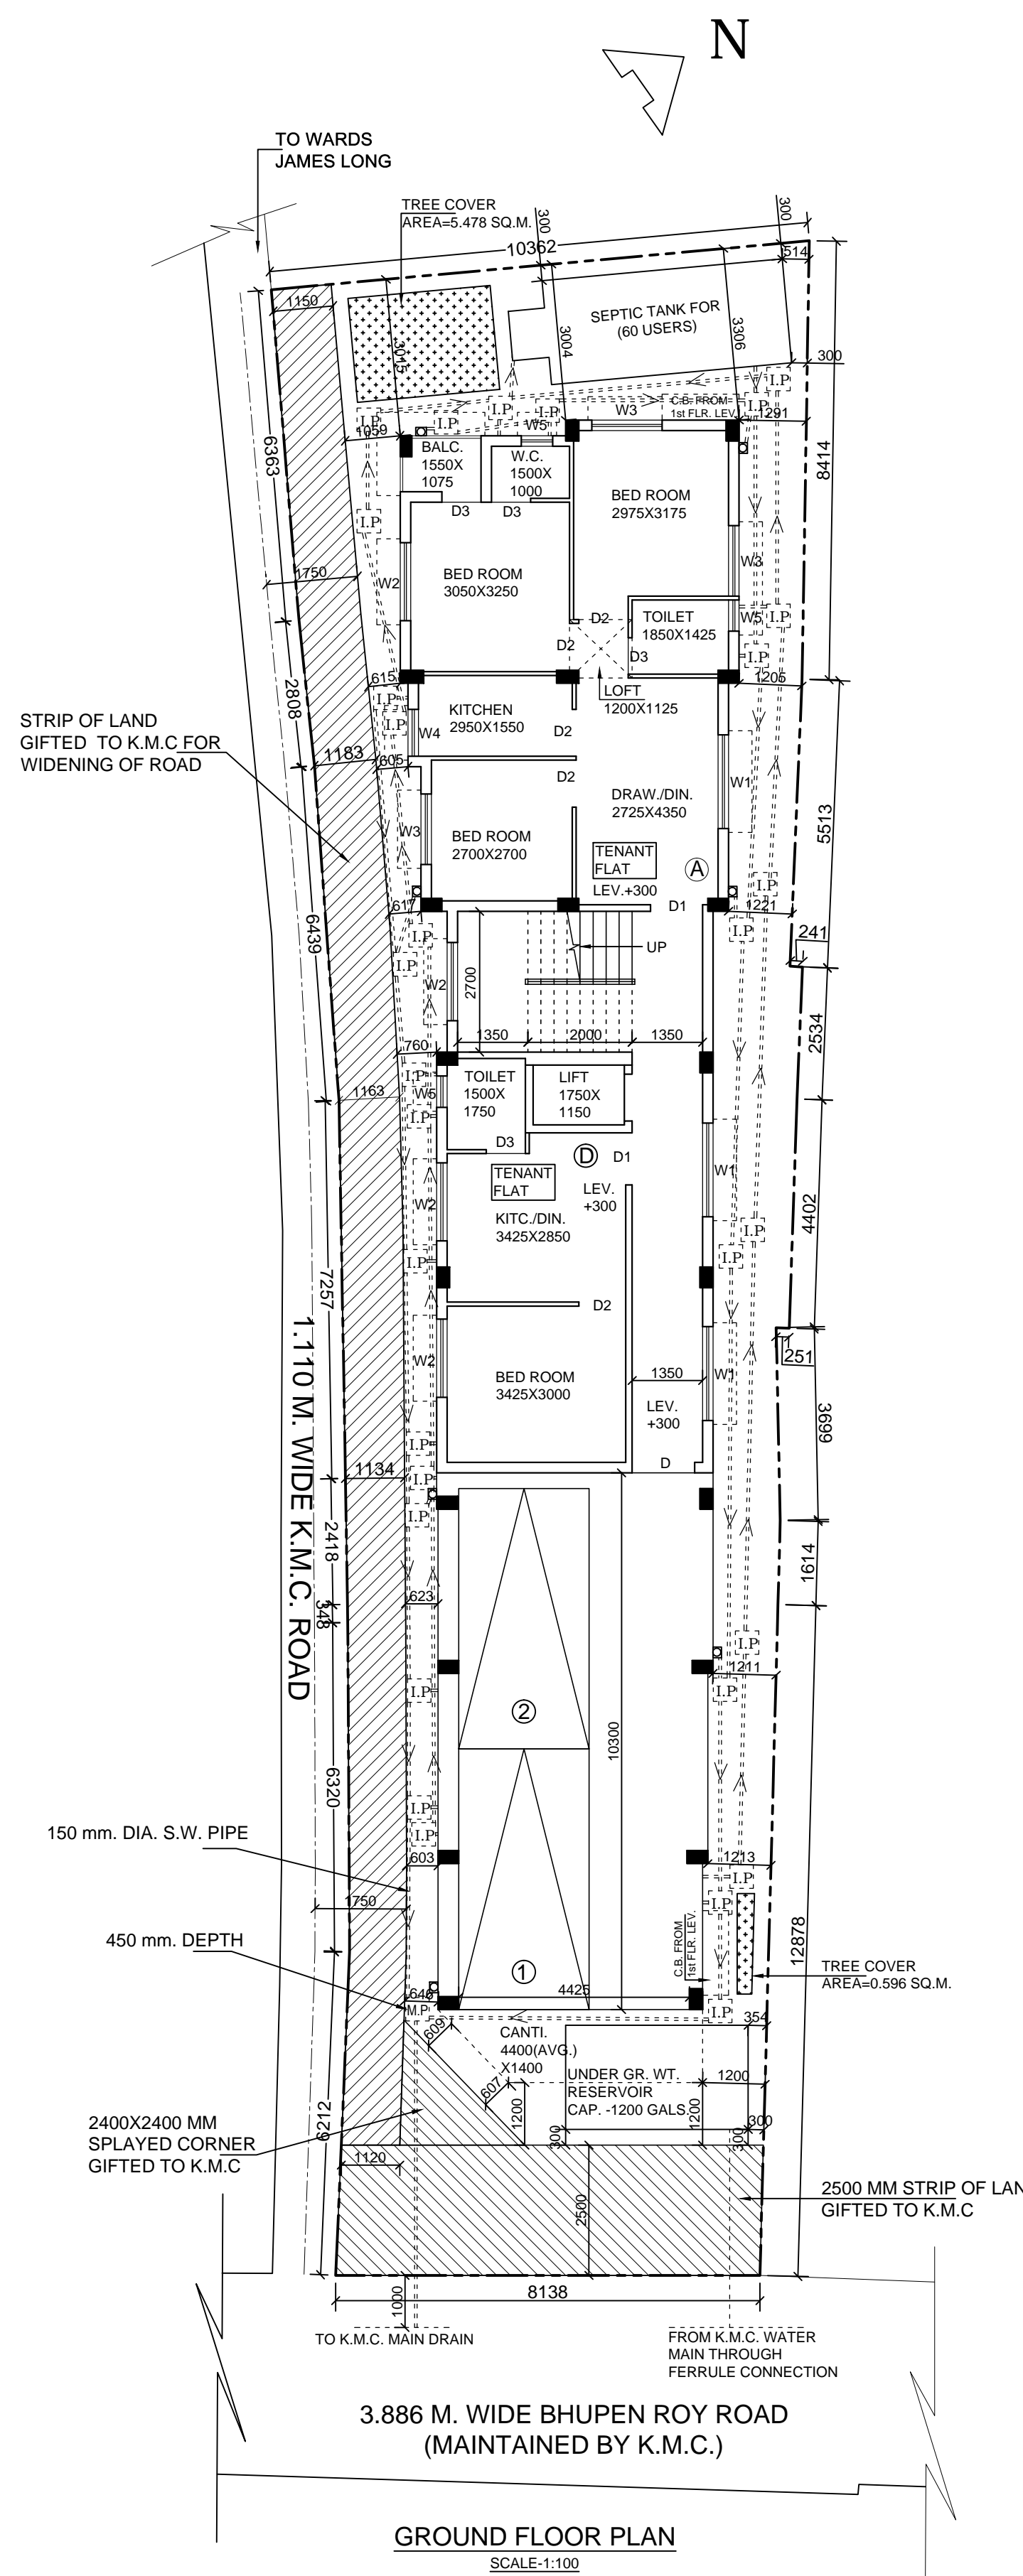 N
TO WARDS
JAMES LONG
TREE COVER
AREA=5.478 SQ.M.
300
300
10362
514
1150
SEPTIC TANK FOR
(60 USERS)
3015
3004
3306
300
I.P
I.P
I.P
I.P
I.P
I.P
I.P
W3
C.B. FROM
1st FLR. LEV.
1291
W5
1059
BALC.
1550X
1075
W.C.
1500X
1000
6363
8414
BED ROOM
2975X3175
D3
D3
I.P
W3
BED ROOM
3050X3250
1750
W2
D2
D2
TOILET
1850X1425
D3
W5
I.P
I.P
2808
615
1205
LOFT
1200X1125
I.P
I.P
KITCHEN
2950X1550
W4
D2
STRIP OF LAND
GIFTED TO K.M.C FOR
WIDENING OF ROAD
1183
605
D2
DRAW./DIN.
2725X4350
W1
5513
W3
BED ROOM
2700X2700
TENANT
FLAT
A
LEV.+300
I.P
617
D1
1221
6439
I.P
I.P
241
UP
I.P
W2
2700
2534
1350
2000
1350
760
I.P
TOILET
1500X
1750
LIFT
1750X
1150
W5
1163
I.P
D3
D
D1
TENANT
FLAT
LEV.
+300
W1
W2
KITC./DIN.
3425X2850
4402
I.P
I.P
I.P
7257
D2
1.110 M. WIDE K.M.C. ROAD
251
W2
BED ROOM
3425X3000
1350
W1
LEV.
+300
3999
I.P
D
1134
I.P
I.P
2418
1614
623
348
I.P
1211
I.P
I.P
2
10300
6320
I.P
150 mm. DIA. S.W. PIPE
I.P
603
1213
I.P
1750
I.P
450 mm. DEPTH
C.B. FROM
1st FLR. LEV.
12878
TREE COVER
AREA=0.596 SQ.M.
1
646
4425
M.P
I.P
354
609
CANTI.
4400(AVG.)
X1400
UNDER GR. WT.
RESERVOIR
CAP. -1200 GALS.
1200
607
1200
1200
300
300
300
2129
2400X2400 MM
SPLAYED CORNER
GIFTED TO K.M.C
1120
2500
2500 MM STRIP OF LAN
GIFTED TO K.M.C
8138
1000
TO K.M.C. MAIN DRAIN
FROM K.M.C. WATER
MAIN THROUGH
FERRULE CONNECTION
3.886 M. WIDE BHUPEN ROY ROAD
(MAINTAINED BY K.M.C.)
GROUND FLOOR PLAN
SCALE-1:100